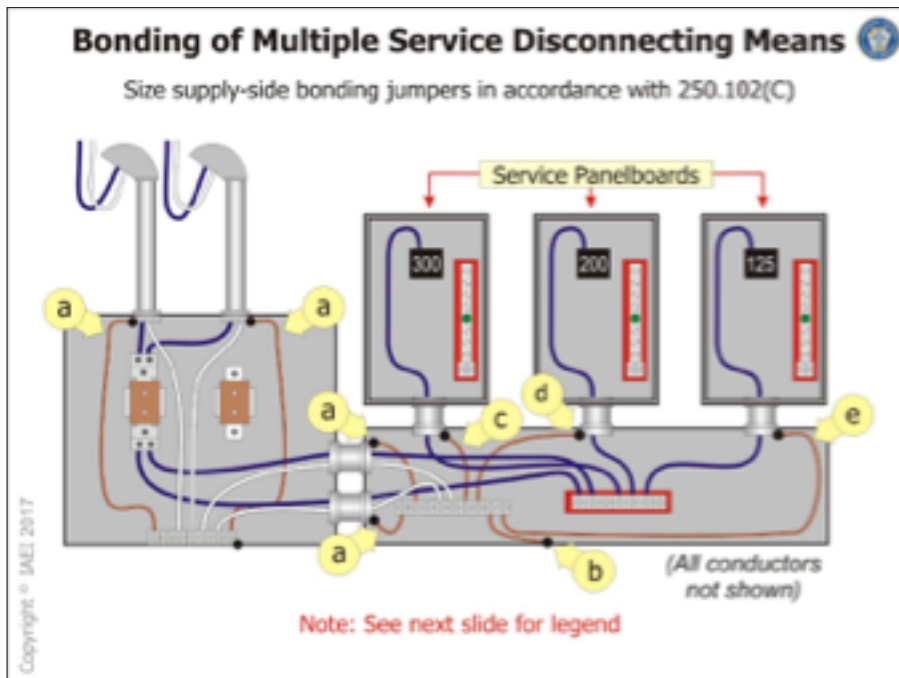 Bonding of Multiple Service Disconnecting Means
Size supply-side bonding jumpers in accordance with 250.102(C)
Service Panelboards
300
200
125
a
a
a
c
d
e
a
b
(All conductors
not shown)
Note: See next slide for legend
Copyright © IAEI 2017